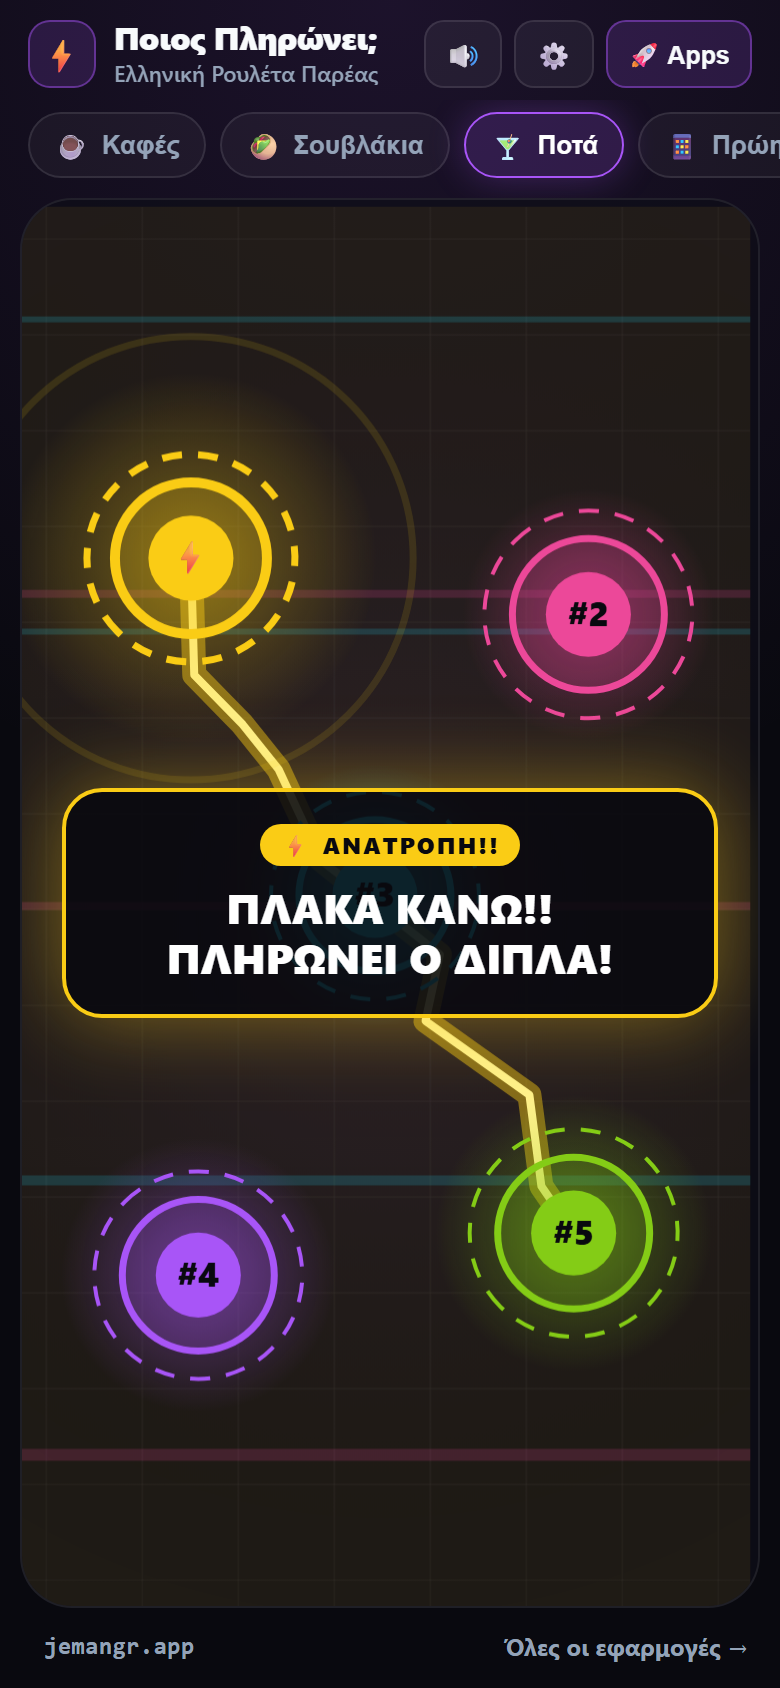 Ποιος Πληρώνει;
Ελληνική Ρουλέτα Παρέας
Apps
Καφές
Σουβλάκια
Ποτά
#2
ΑΝΑΤΡΟΠΗ!!
#3
ΠΛΑΚΑ ΚΑΝΩ!!
ΠΛΗΡΩΝΕΙ Ο ΔΙΠΛΑ!
#4
#5
jemangr.app
Όλες οι εφαρμογές →